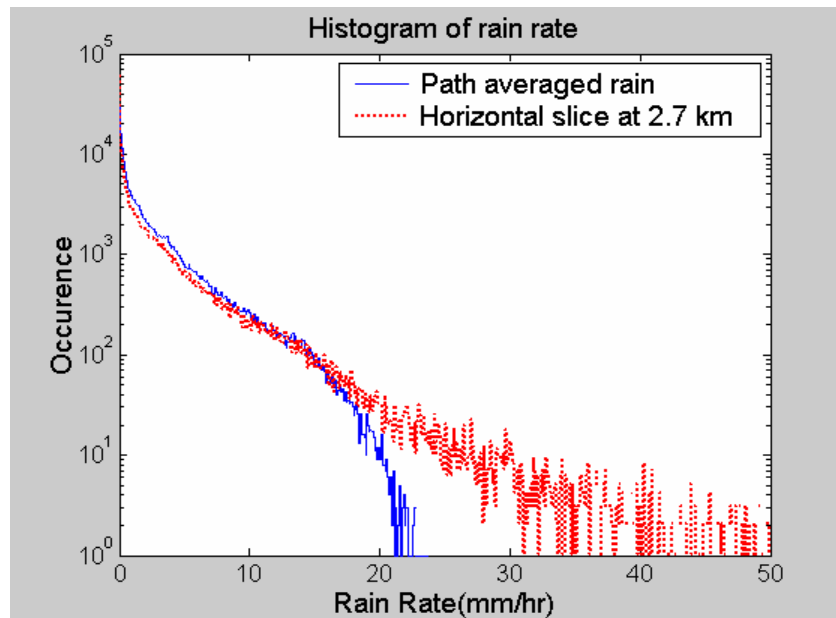 Histogram of rain rate
10^5
Path averaged rain
Horizontal slice at 2.7 km
10^4
10^3
10^2
10^1
10^0
Occurence
0
10
20
30
40
50
Rain Rate(mm/hr)